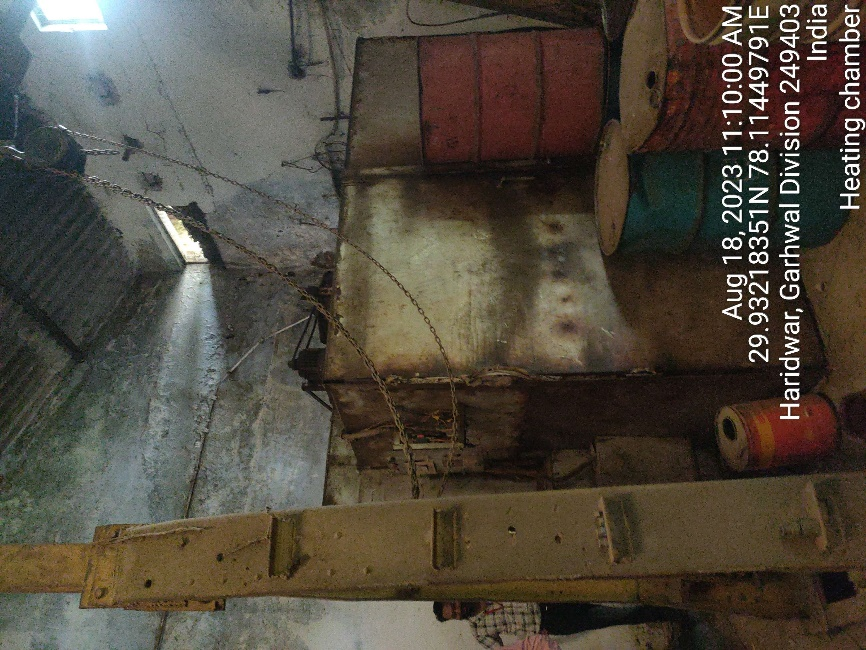 Aug 18, 2023 11:10:00 AM
29.93218351N 78.11449791E
Haridwar, Garhwal Division 249403
India
Heating chamber